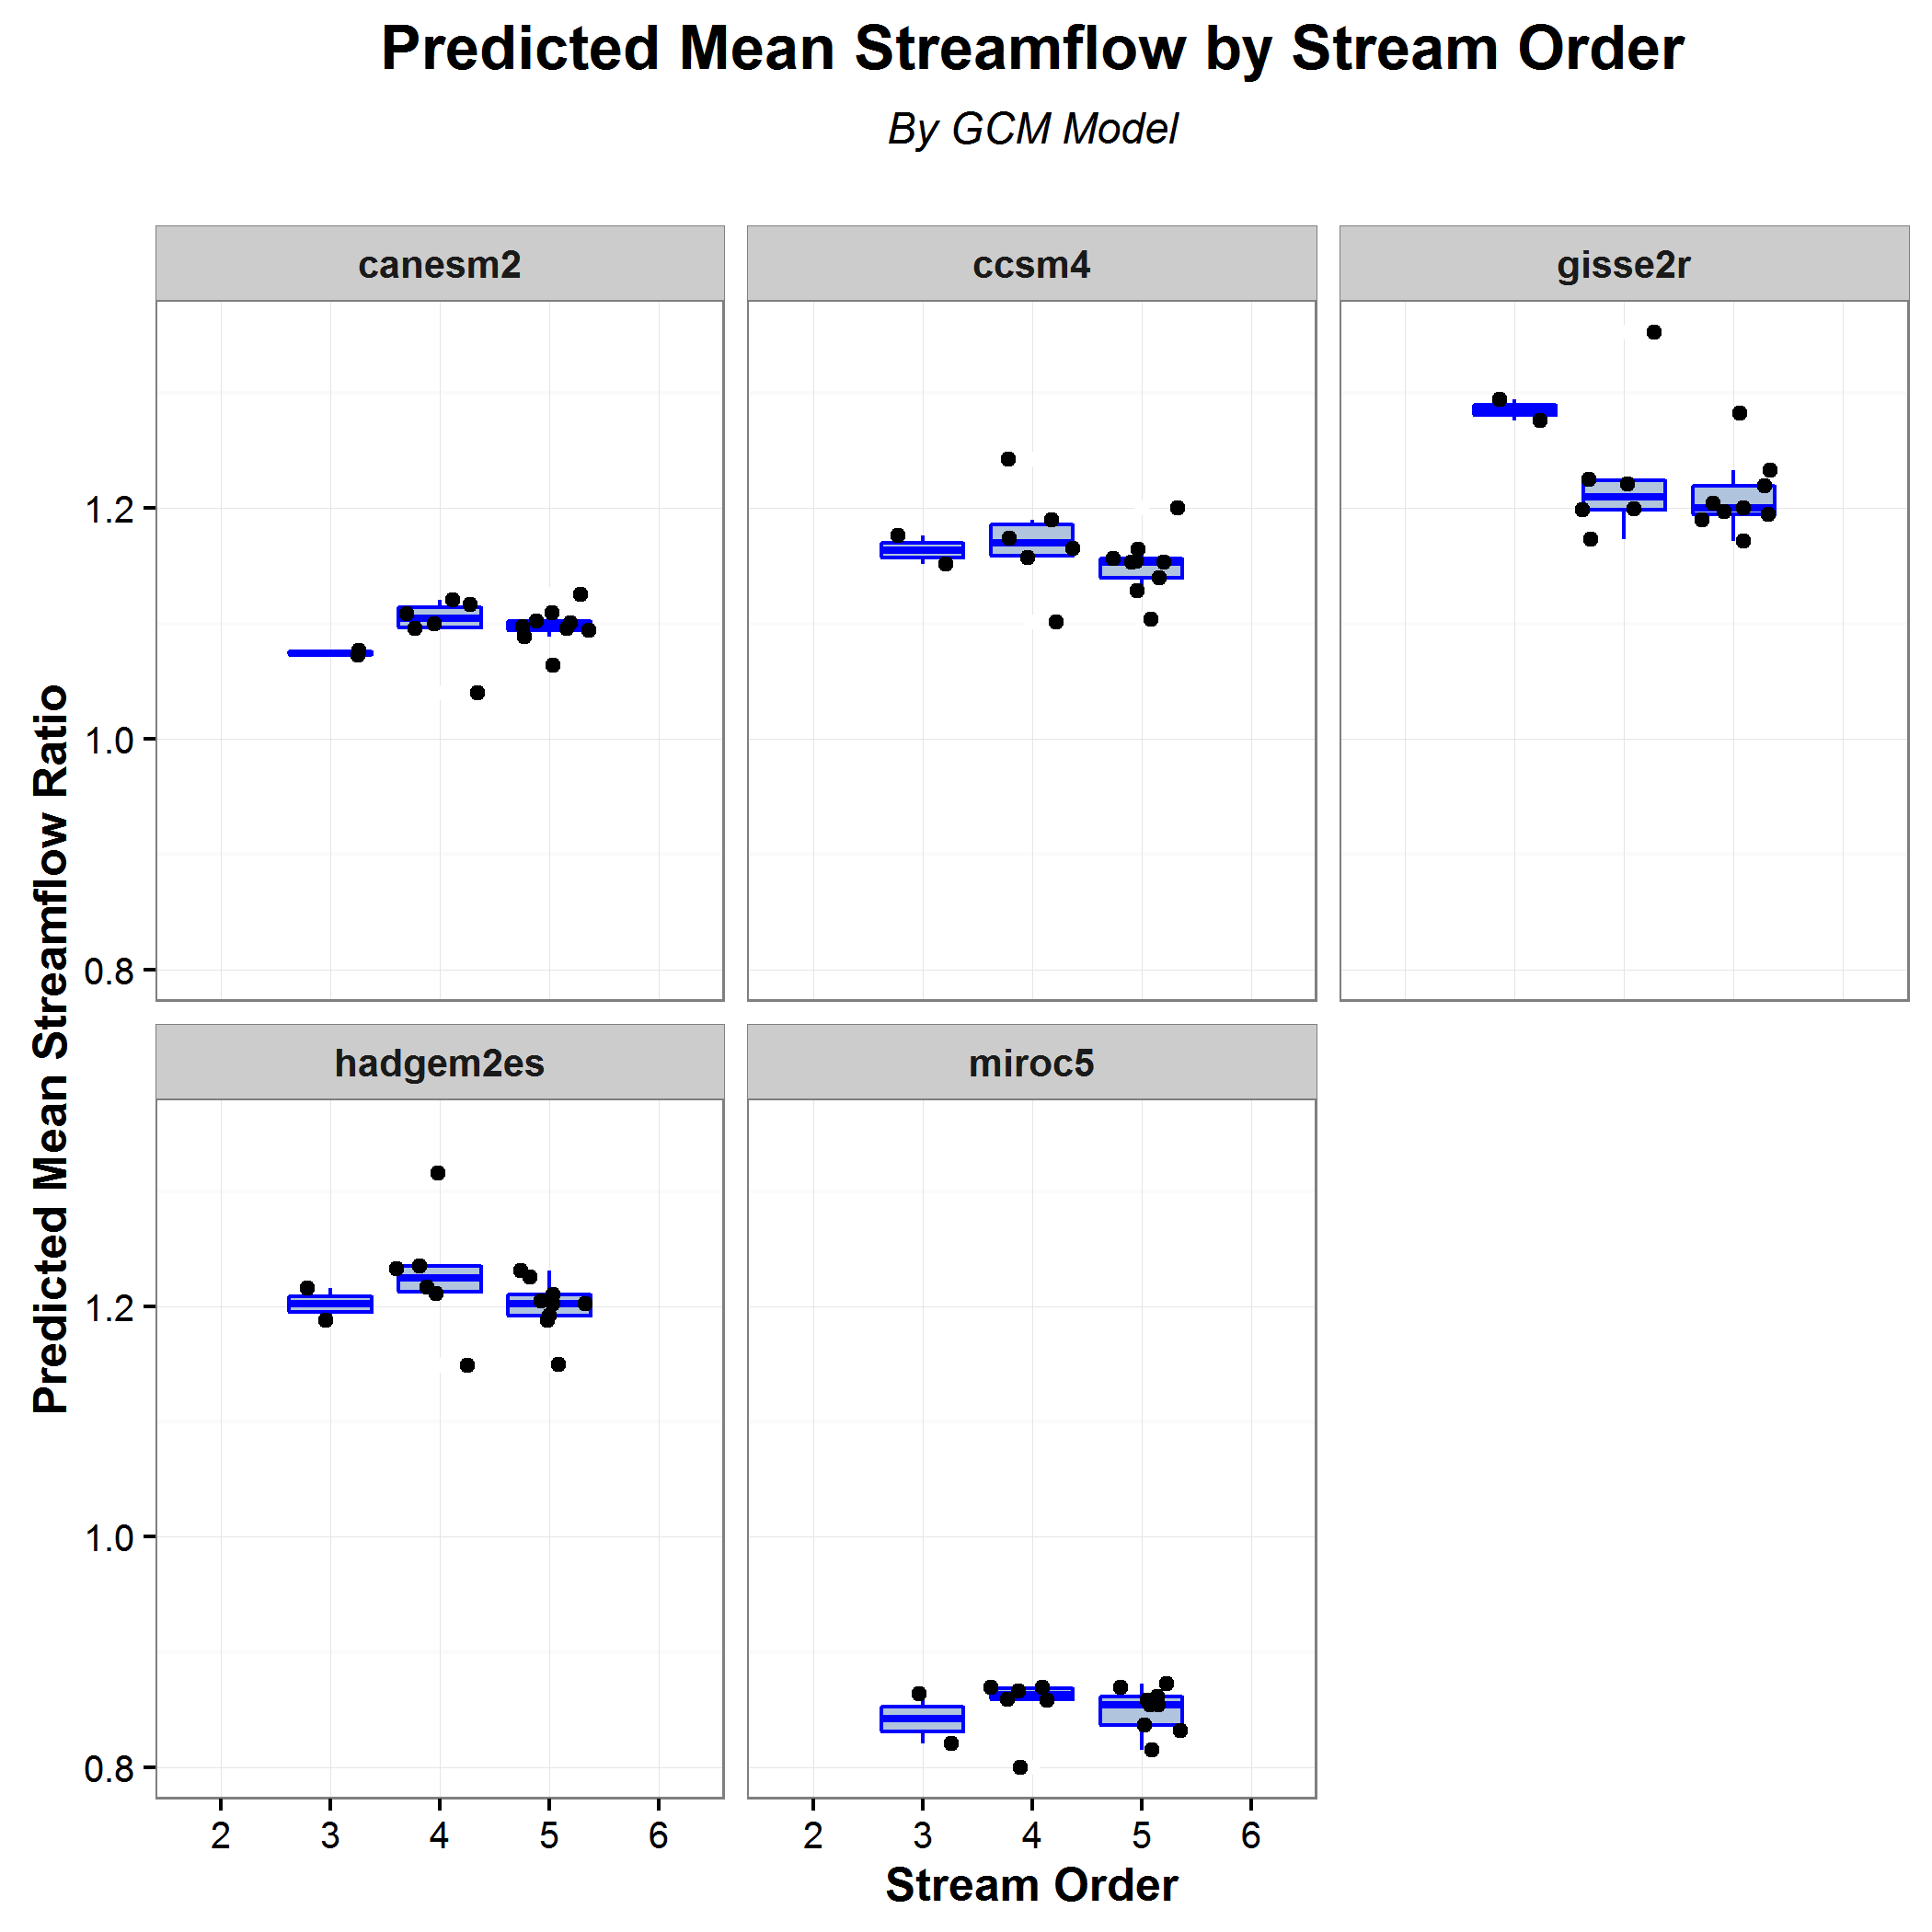 Predicted Mean Streamflow by Stream Order
By GCM Model
canesm2
ccsm4
gisse2r
1.2
1.0
0.8
Predicted Mean Streamflow Ratio
hadgem2es
miroc5
1.2
1.0
0.8
2 3 4 5 6
2 3 4 5 6
Stream Order